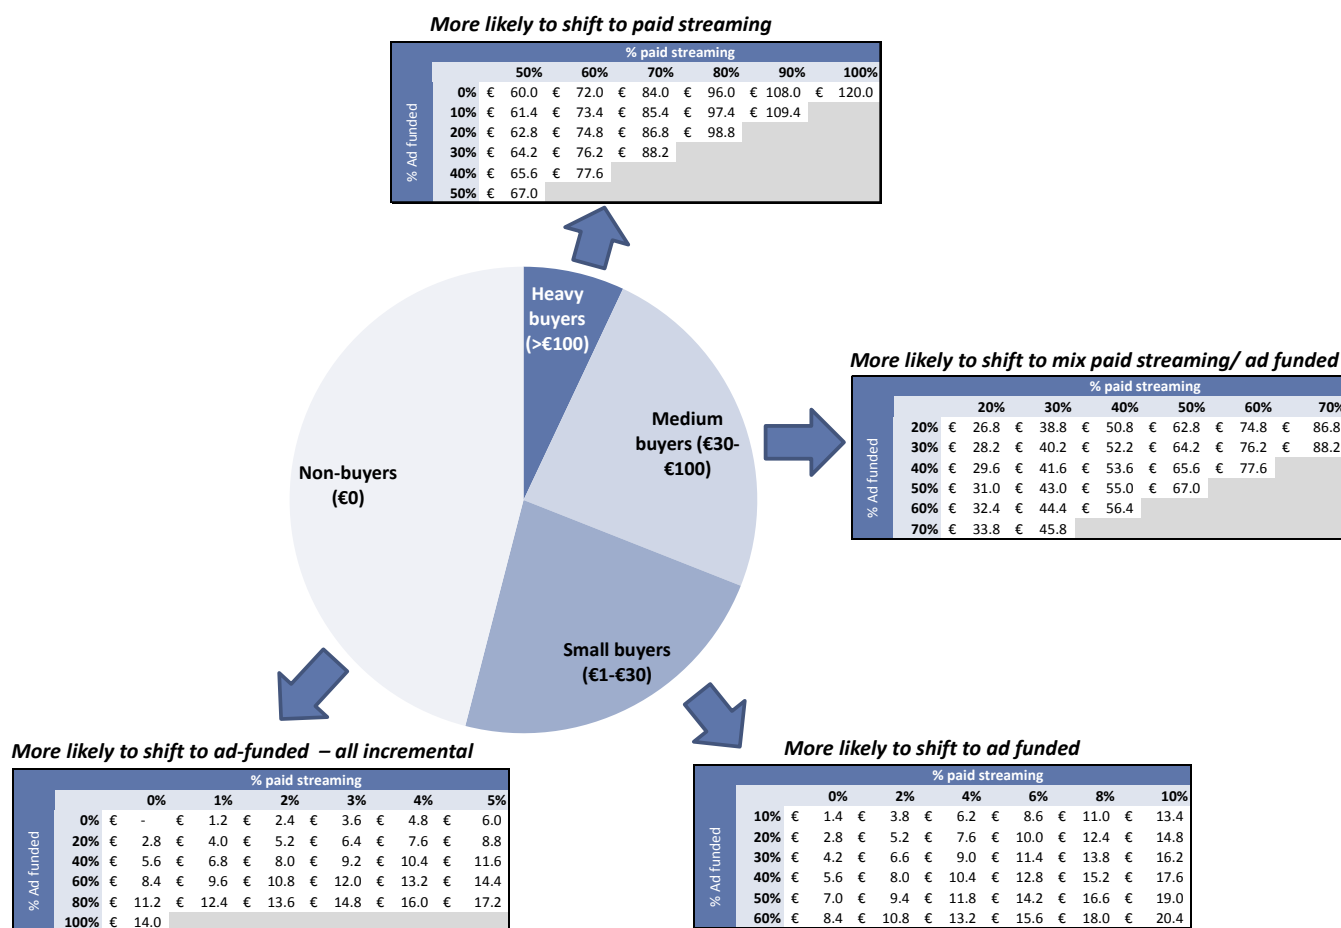 More likely to shift to paid streaming
% paid streaming
50% 60% 70% 80% 90% 100%
% Ad funded
0% € 60.0 € 72.0 € 84.0 € 96.0 € 108.0 € 120.0
10% € 61.4 € 73.4 € 85.4 € 97.4 € 109.4
20% € 62.8 € 74.8 € 86.8 € 98.8
30% € 64.2 € 76.2 € 88.2
40% € 65.6 € 77.6
50% € 67.0
Heavy
buyers
(>€100)
More likely to shift to mix paid streaming/ ad funded
% paid streaming
20% 30% 40% 50% 60% 70%
% Ad funded
20% € 26.8 € 38.8 € 50.8 € 62.8 € 74.8 € 86.8
30% € 28.2 € 40.2 € 52.2 € 64.2 € 76.2 € 88.2
40% € 29.6 € 41.6 € 53.6 € 65.6 € 77.6
50% € 31.0 € 43.0 € 55.0 € 67.0
60% € 32.4 € 44.4 € 56.4
70% € 33.8 € 45.8
Medium
buyers (€30-
€100)
Non-buyers
(€0)
Small buyers
(€1-€30)
More likely to shift to ad-funded – all incremental
% paid streaming
0% 1% 2% 3% 4% 5%
% Ad funded
0% € - € 1.2 € 2.4 € 3.6 € 4.8 € 6.0
20% € 2.8 € 4.0 € 5.2 € 6.4 € 7.6 € 8.8
40% € 5.6 € 6.8 € 8.0 € 9.2 € 10.4 € 11.6
60% € 8.4 € 9.6 € 10.8 € 12.0 € 13.2 € 14.4
80% € 11.2 € 12.4 € 13.6 € 14.8 € 16.0 € 17.2
100% € 14.0
More likely to shift to ad funded
% paid streaming
0% 2% 4% 6% 8% 10%
% Ad funded
10% € 1.4 € 3.8 € 6.2 € 8.6 € 11.0 € 13.4
20% € 2.8 € 5.2 € 7.6 € 10.0 € 12.4 € 14.8
30% € 4.2 € 6.6 € 9.0 € 11.4 € 13.8 € 16.2
40% € 5.6 € 8.0 € 10.4 € 12.8 € 15.2 € 17.6
50% € 7.0 € 9.4 € 11.8 € 14.2 € 16.6 € 19.0
60% € 8.4 € 10.8 € 13.2 € 15.6 € 18.0 € 20.4